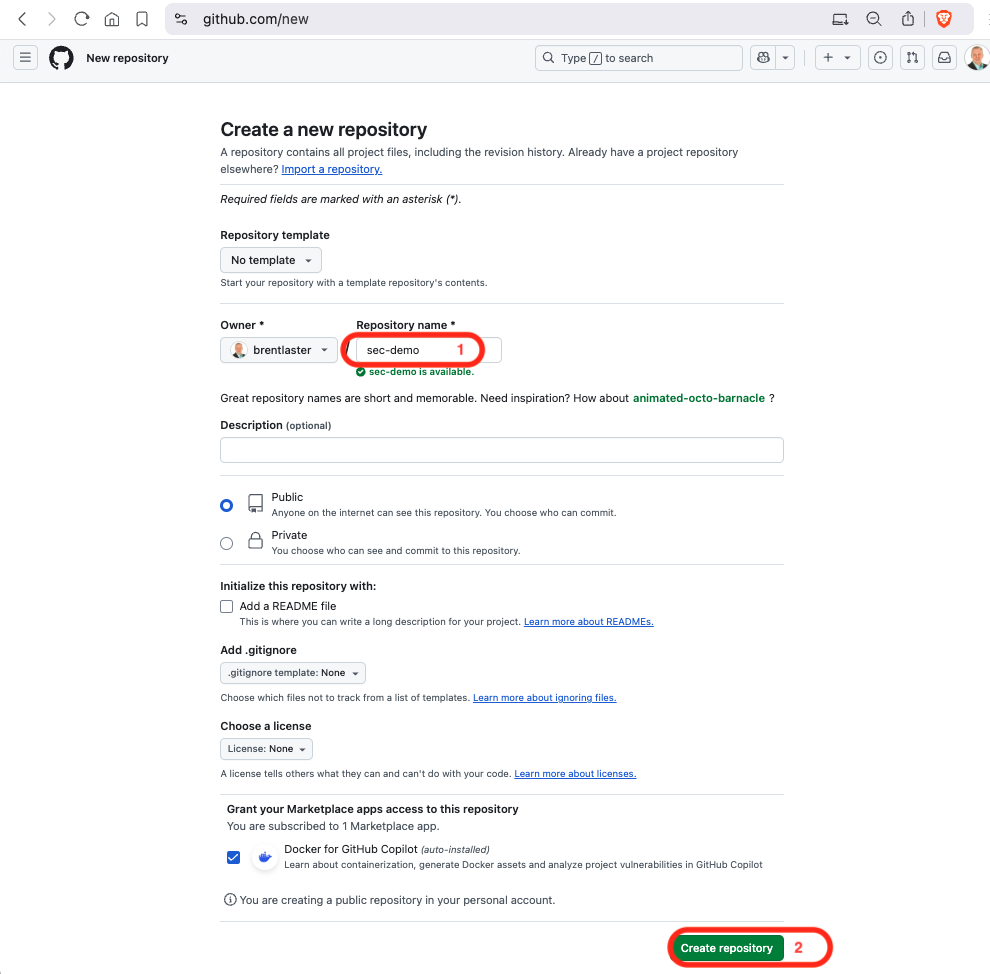 github.com/new
New repository
Type / to search
Create a new repository
A repository contains all project files, including the revision history. Already have a project repository
elsewhere? Import a repository.
Required fields are marked with an asterisk (*).
Repository template
No template
Start your repository with a template repository's contents.
Owner * Repository name *
brentlaster / sec-demo 1
sec-demo is available.
Great repository names are short and memorable. Need inspiration? How about animated-octo-barnacle ?
Description (optional)
Public
Anyone on the internet can see this repository. You choose who can commit.
Private
You choose who can see and commit to this repository.
Initialize this repository with:
Add a README file
This is where you can write a long description for your project. Learn more about READMEs.
Add .gitignore
.gitignore template: None
Choose which files not to track from a list of templates. Learn more about ignoring files.
Choose a license
License: None
A license tells others what they can and can't do with your code. Learn more about licenses.
Grant your Marketplace apps access to this repository
You are subscribed to 1 Marketplace app.
Docker for GitHub Copilot (auto-installed)
Learn about containerization, generate Docker assets and analyze project vulnerabilities in GitHub Copilot
You are creating a public repository in your personal account.
Create repository 2